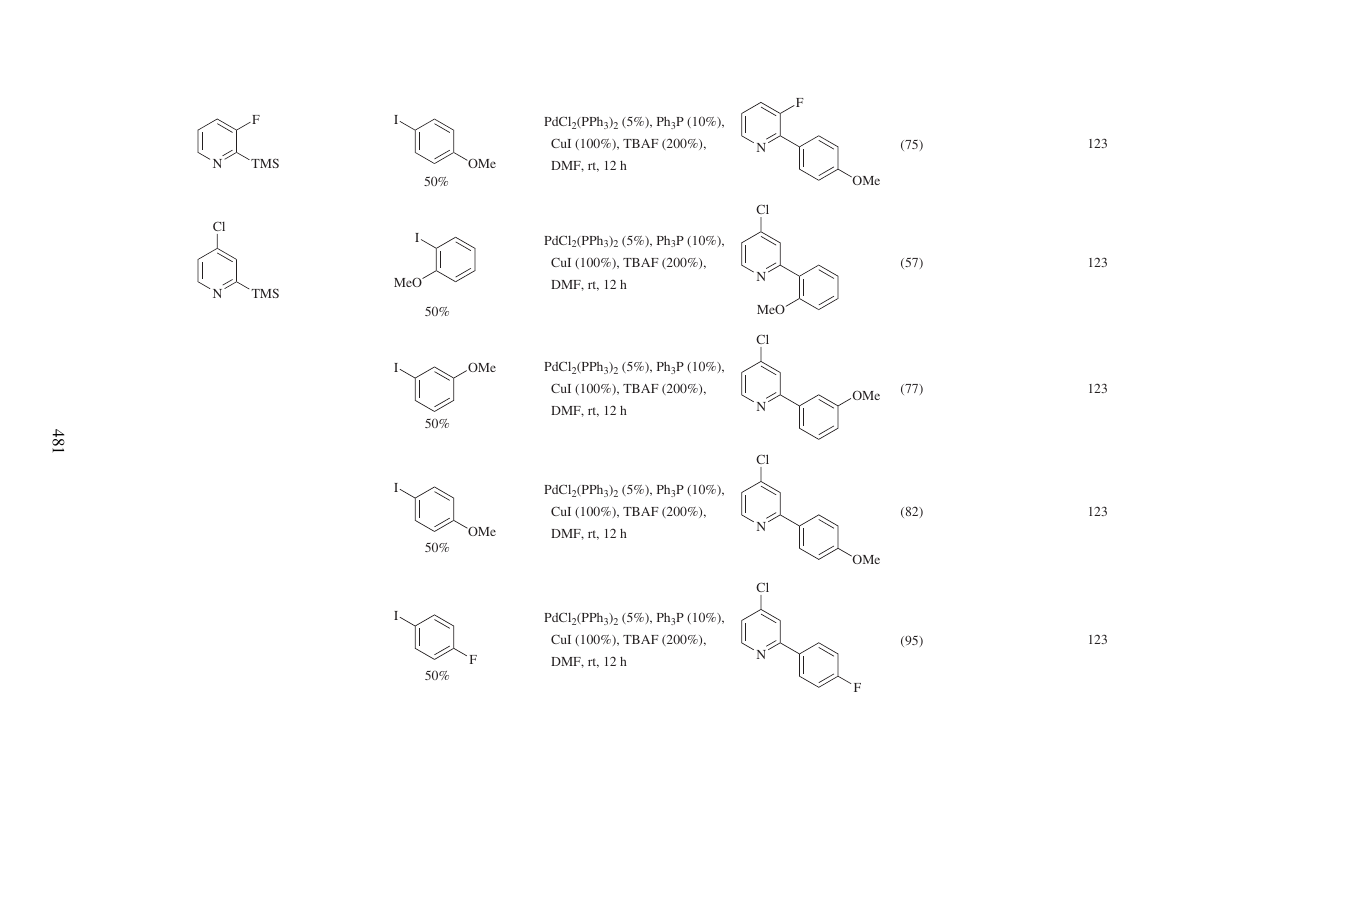 F
N
TMS
I
OMe
50%
PdCl2(PPh3)2 (5%), Ph3P (10%),
CuI (100%), TBAF (200%),
DMF, rt, 12 h
F
N
OMe
(75)
123
Cl
N
TMS
I
MeO
50%
PdCl2(PPh3)2 (5%), Ph3P (10%),
CuI (100%), TBAF (200%),
DMF, rt, 12 h
Cl
N
MeO
(57)
123
I
OMe
50%
PdCl2(PPh3)2 (5%), Ph3P (10%),
CuI (100%), TBAF (200%),
DMF, rt, 12 h
Cl
N
OMe
(77)
123
481
I
OMe
50%
PdCl2(PPh3)2 (5%), Ph3P (10%),
CuI (100%), TBAF (200%),
DMF, rt, 12 h
Cl
N
OMe
(82)
123
I
F
50%
PdCl2(PPh3)2 (5%), Ph3P (10%),
CuI (100%), TBAF (200%),
DMF, rt, 12 h
Cl
N
F
(95)
123